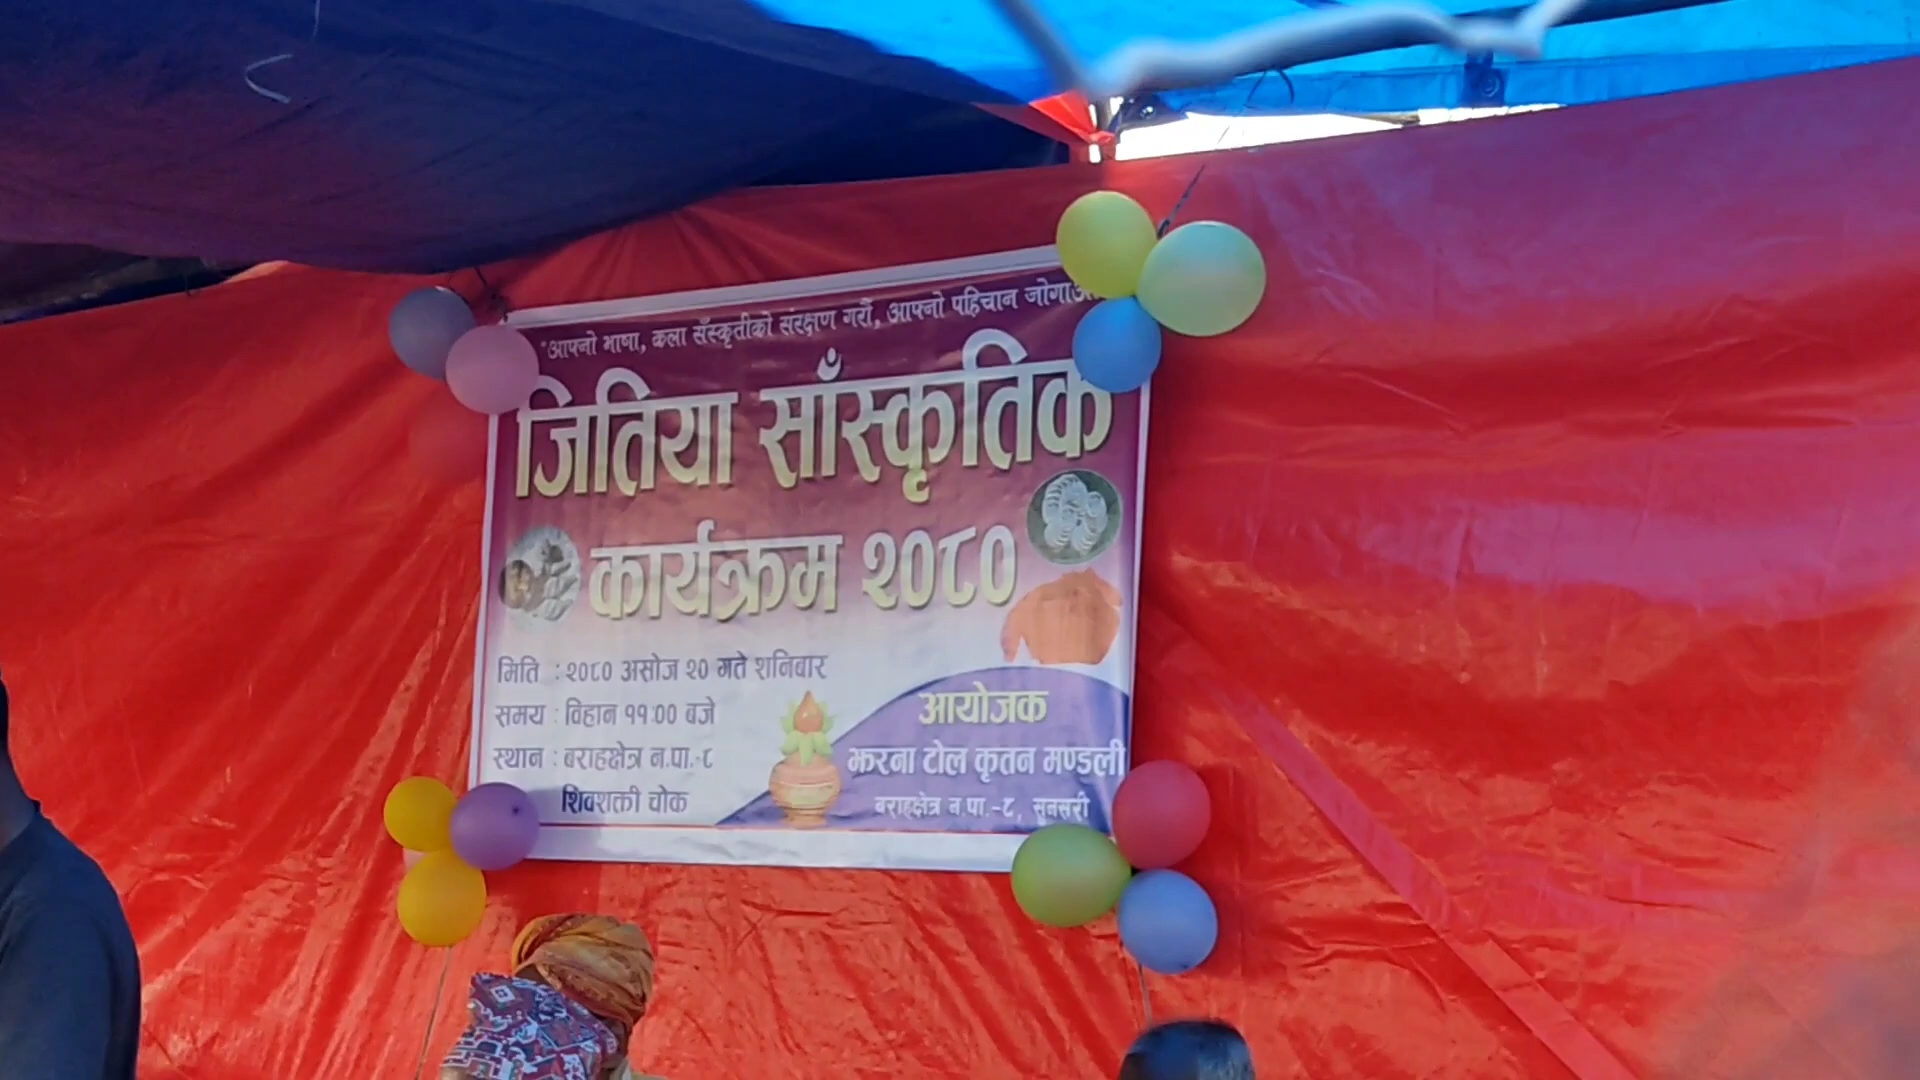 "आफ्नो भाषा, कला सँस्कृतीको संरक्षण गरौं, आफ्नो पहिचान
जितिया साँस्कृतिक
कार्यक्रम २०८०
मिति : २०८० असोज २० गते शनिबार
समय : विहान ११:०० बजे
स्थान : बराहक्षेत्र न.पा.-८
शिवशक्ती चोक
आयोजक
झरना टोल कृतन मण्डली
बराहक्षेत्र न.पा.-८, सुनसरी